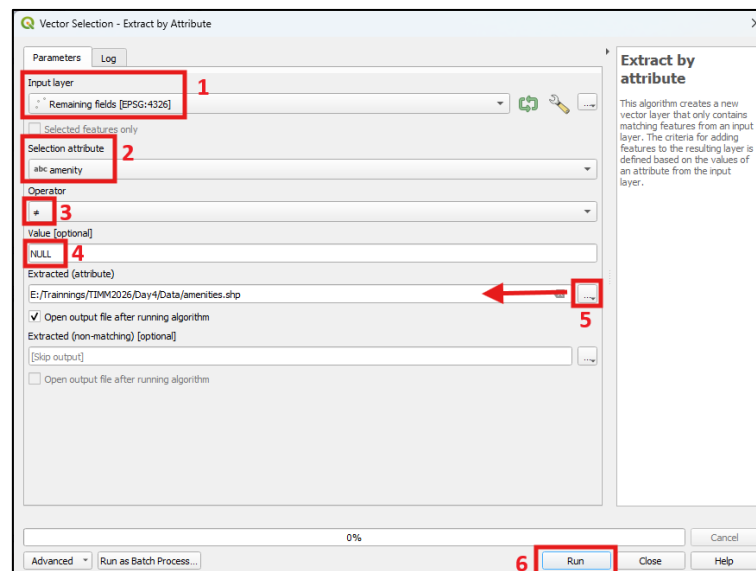 Vector Selection - Extract by Attribute
Parameters Log
Input layer 1
Remaining fields [EPSG:4326]
Selected features only
Selection attribute 2
abc amenity
Operator
≠ 3
Value [optional]
NULL 4
Extracted (attribute)
E:/Trainnings/TIMM2026/Day4/Data/amenities.shp …
5
Open output file after running algorithm
Extracted (non-matching) [optional]
[Skip output] …
Open output file after running algorithm
Extract by
attribute
This algorithm creates a new
vector layer that only contains
matching features from an input
layer. The criteria for adding
features to the resulting layer is
defined based on the values of
an attribute from the input
layer.
0% Cancel
Advanced Run as Batch Process… 6 Run Close Help